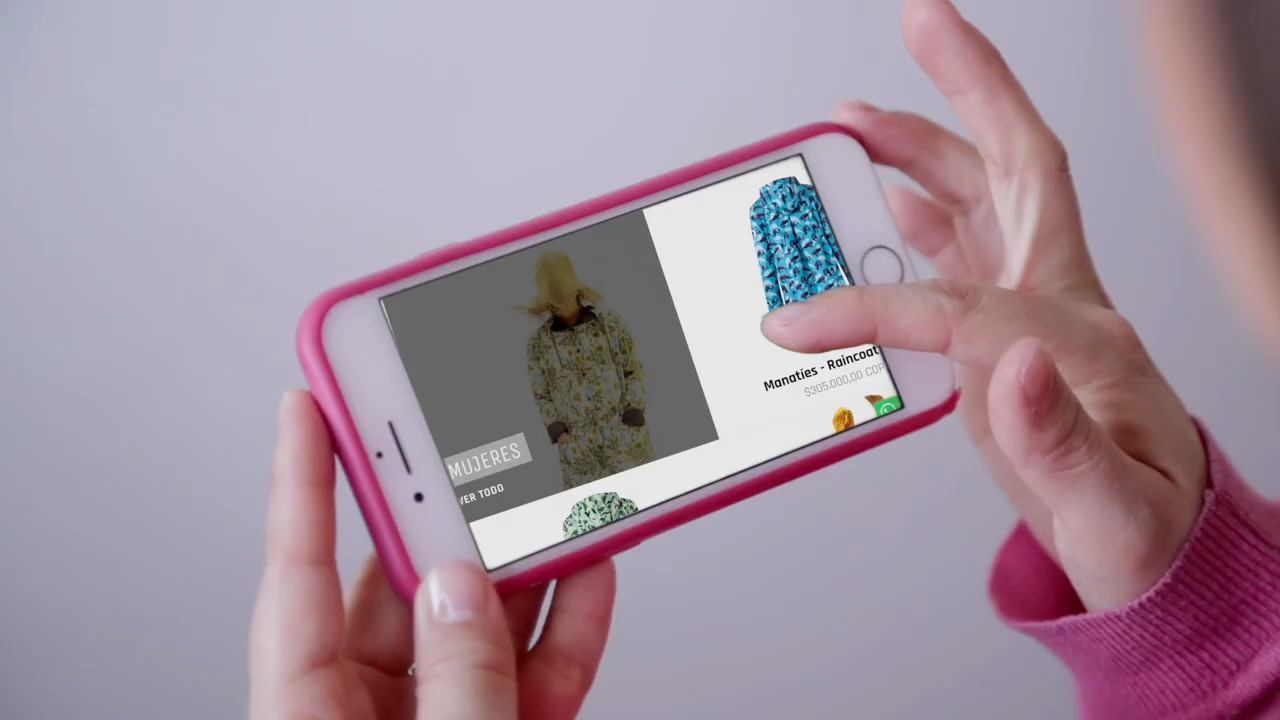 MUJERES
VER TODO
Manaties - Raincoat
$305.000,00 COP